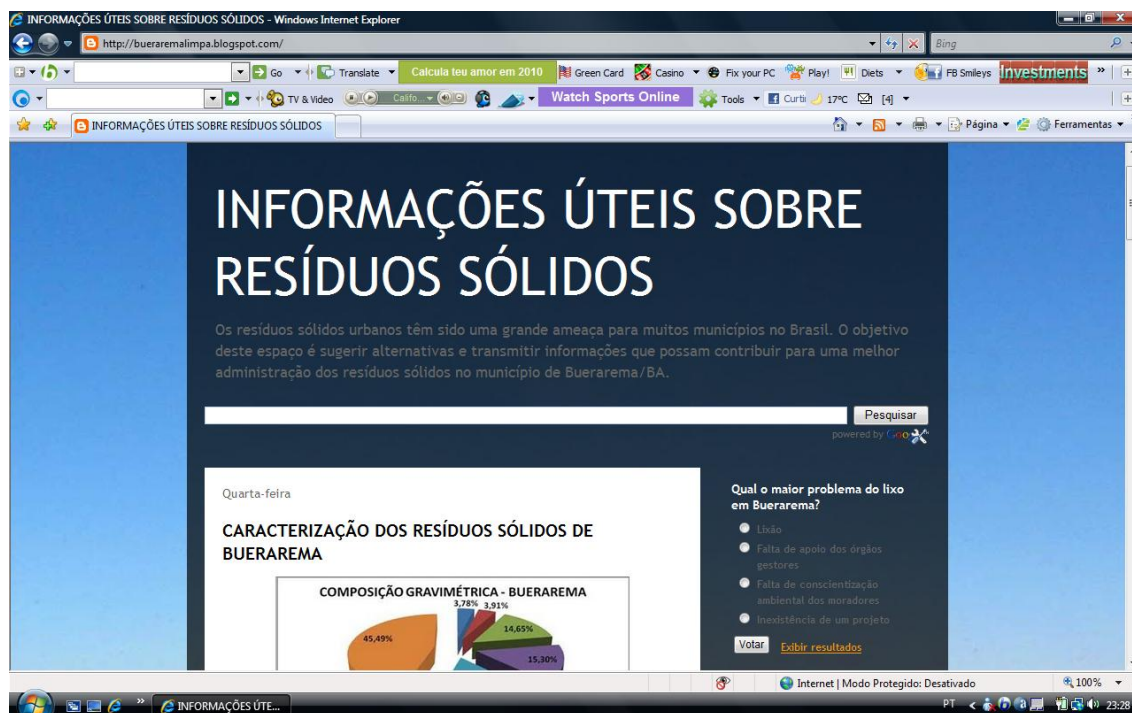 INFORMAÇÕES ÚTEIS SOBRE RESÍDUOS SÓLIDOS - Windows Internet Explorer
http://bueraremalimpa.blogspot.com/
Bing
Go Translate Calcula teu amor em 2010 Green Card Casino Fix your PC Play! Diets FB Smileys Investments »
TV & Video Califo... Watch Sports Online Tools Curti 17°C [4]
INFORMAÇÕES ÚTEIS SOBRE RESÍDUOS SÓLIDOS
Página Ferramentas
INFORMAÇÕES ÚTEIS SOBRE
RESÍDUOS SÓLIDOS
Os resíduos sólidos urbanos têm sido uma grande ameaça para muitos municípios no Brasil. O objetivo
deste espaço é sugerir alternativas e transmitir informações que possam contribuir para uma melhor
administração dos resíduos sólidos no município de Buerarema/BA.
Pesquisar
powered by
Quarta-feira
CARACTERIZAÇÃO DOS RESÍDUOS SÓLIDOS DE
BUERAREMA
COMPOSIÇÃO GRAVIMÉTRICA - BUERAREMA
3,78% 3,91%
14,65%
45,49%
15,30%
Qual o maior problema do lixo
em Buerarema?
Lixão
Falta de apoio dos órgãos
gestores
Falta de conscientização
ambiental dos moradores
Inexistência de um projeto
Votar Exibir resultados
Internet | Modo Protegido: Desativado 100%
» INFORMAÇÕES ÚTE... PT < 23:28